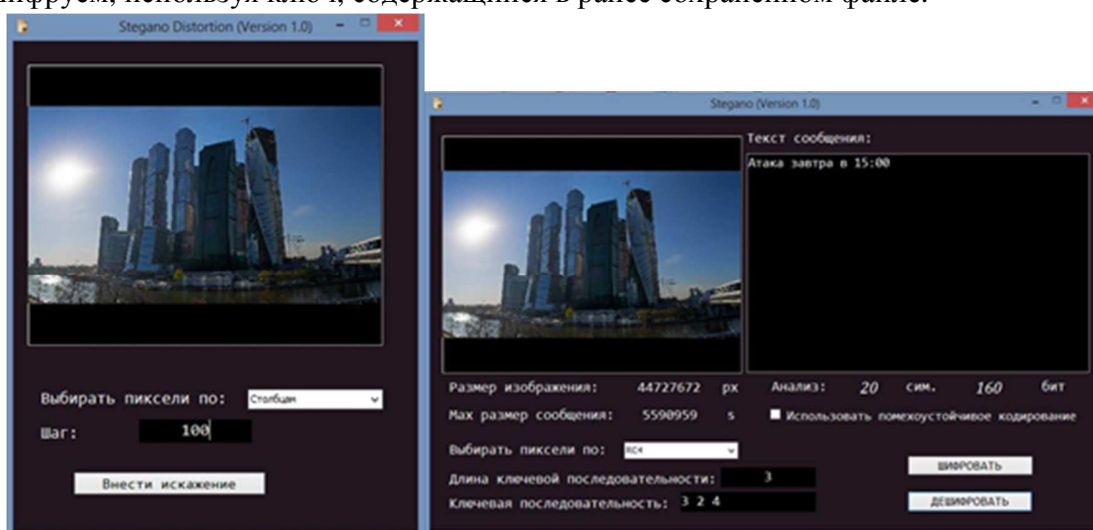 используя ключ, содержащийся в ранее сохраненном файле.
Stegano Distortion (Version 1.0)
Выбирать пиксели по: Столбцам
Шаг: 100
Внести искажение
Stegano (Version 1.0)
Текст сообщения:
Атака завтра в 15:00
Размер изображения: 44727672 px Анализ: 20 сим. 160 бит
Max размер сообщения: 5590959 s Использовать помехоустойчивое кодирование
Выбирать пиксели по: RC4
Длина ключевой последовательности: 3
ШИФРОВАТЬ
Ключевая последовательность: 3 2 4
ДЕШИФРОВАТЬ